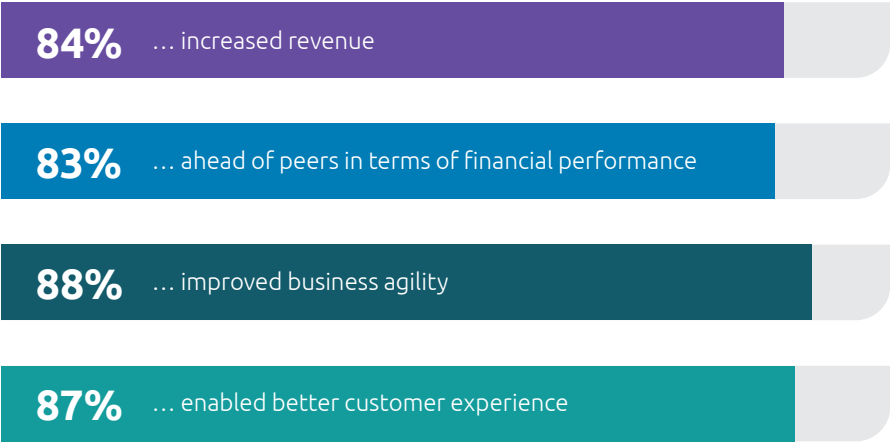 84% … increased revenue
83% … ahead of peers in terms of financial performance
88% … improved business agility
87% … enabled better customer experience